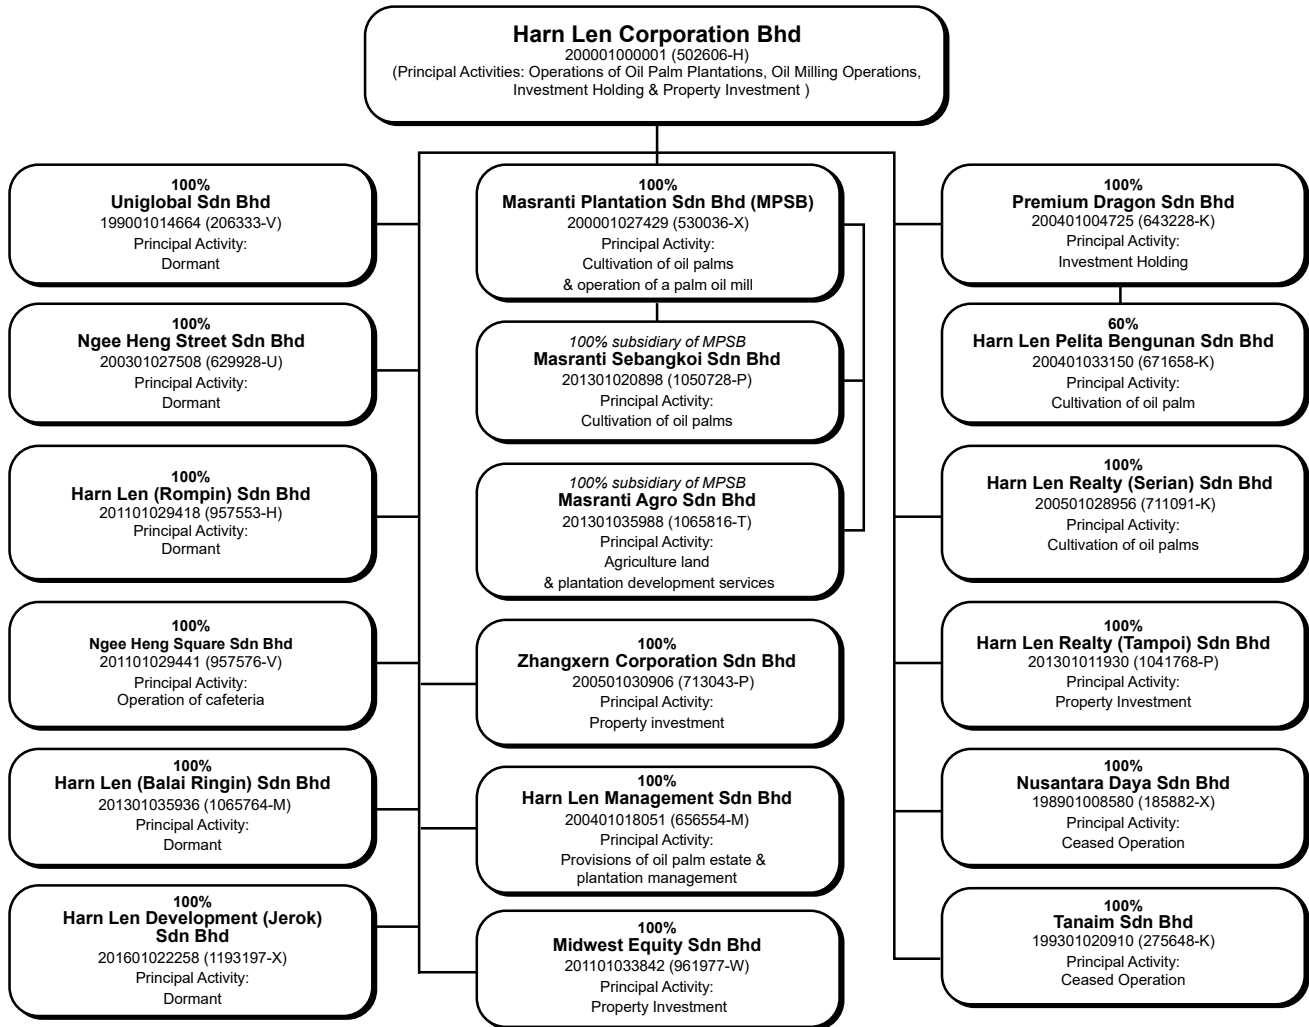 Harn Len Corporation Bhd
200001000001 (502606-H)
(Principal Activities: Operations of Oil Palm Plantations, Oil Milling Operations,
Investment Holding & Property Investment )
100%
Uniglobal Sdn Bhd
199001014664 (206333-V)
Principal Activity:
Dormant
100%
Ngee Heng Street Sdn Bhd
200301027508 (629928-U)
Principal Activity:
Dormant
100%
Harn Len (Rompin) Sdn Bhd
201101029418 (957553-H)
Principal Activity:
Dormant
100%
Ngee Heng Square Sdn Bhd
201101029441 (957576-V)
Principal Activity:
Operation of cafeteria
100%
Harn Len (Balai Ringin) Sdn Bhd
201301035936 (1065764-M)
Principal Activity:
Dormant
100%
Harn Len Development (Jerok)
Sdn Bhd
201601022258 (1193197-X)
Principal Activity:
Dormant
100%
Masranti Plantation Sdn Bhd (MPSB)
200001027429 (530036-X)
Principal Activity:
Cultivation of oil palms
& operation of a palm oil mill
100% subsidiary of MPSB
Masranti Sebangkoi Sdn Bhd
201301020898 (1050728-P)
Principal Activity:
Cultivation of oil palms
100% subsidiary of MPSB
Masranti Agro Sdn Bhd
201301035988 (1065816-T)
Principal Activity:
Agriculture land
& plantation development services
100%
Zhangxern Corporation Sdn Bhd
200501030906 (713043-P)
Principal Activity:
Property investment
100%
Harn Len Management Sdn Bhd
200401018051 (656554-M)
Principal Activity:
Provisions of oil palm estate &
plantation management
100%
Midwest Equity Sdn Bhd
201101033842 (961977-W)
Principal Activity:
Property Investment
100%
Premium Dragon Sdn Bhd
200401004725 (643228-K)
Principal Activity:
Investment Holding
60%
Harn Len Pelita Bengunan Sdn Bhd
200401033150 (671658-K)
Principal Activity:
Cultivation of oil palm
100%
Harn Len Realty (Serian) Sdn Bhd
200501028956 (711091-K)
Principal Activity:
Cultivation of oil palms
100%
Harn Len Realty (Tampoi) Sdn Bhd
201301011930 (1041768-P)
Principal Activity:
Property Investment
100%
Nusantara Daya Sdn Bhd
198901008580 (185882-X)
Principal Activity:
Ceased Operation
100%
Tanaim Sdn Bhd
199301020910 (275648-K)
Principal Activity:
Ceased Operation